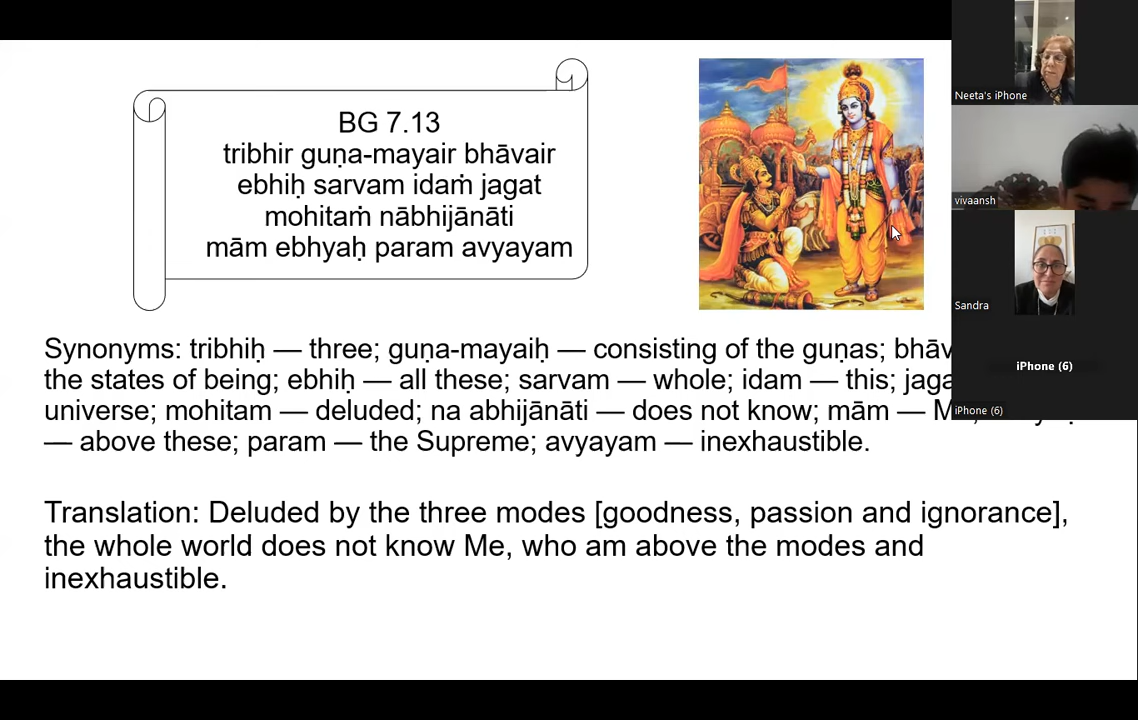 BG 7.13
tribhir guṇa-mayair bhāvair
ebhiḥ sarvam idaṁ jagat
mohitaṁ nābhijānāti
mām ebhyaḥ param avyayam
Synonyms: tribhiḥ — three; guṇa-mayaiḥ — consisting of the guṇas;
the states of being; ebhiḥ — all these; sarvam — whole; idam — this;
universe; mohitam — deluded; na abhijānāti — does not know; mām —
— above these; param — the Supreme; avyayam — inexhaustible.
Translation: Deluded by the three modes [goodness, passion and ignorance],
the whole world does not know Me, who am above the modes and
inexhaustible.
Neeta's iPhone
vivaansh
Sandra
iPhone (6)
iPhone (6)